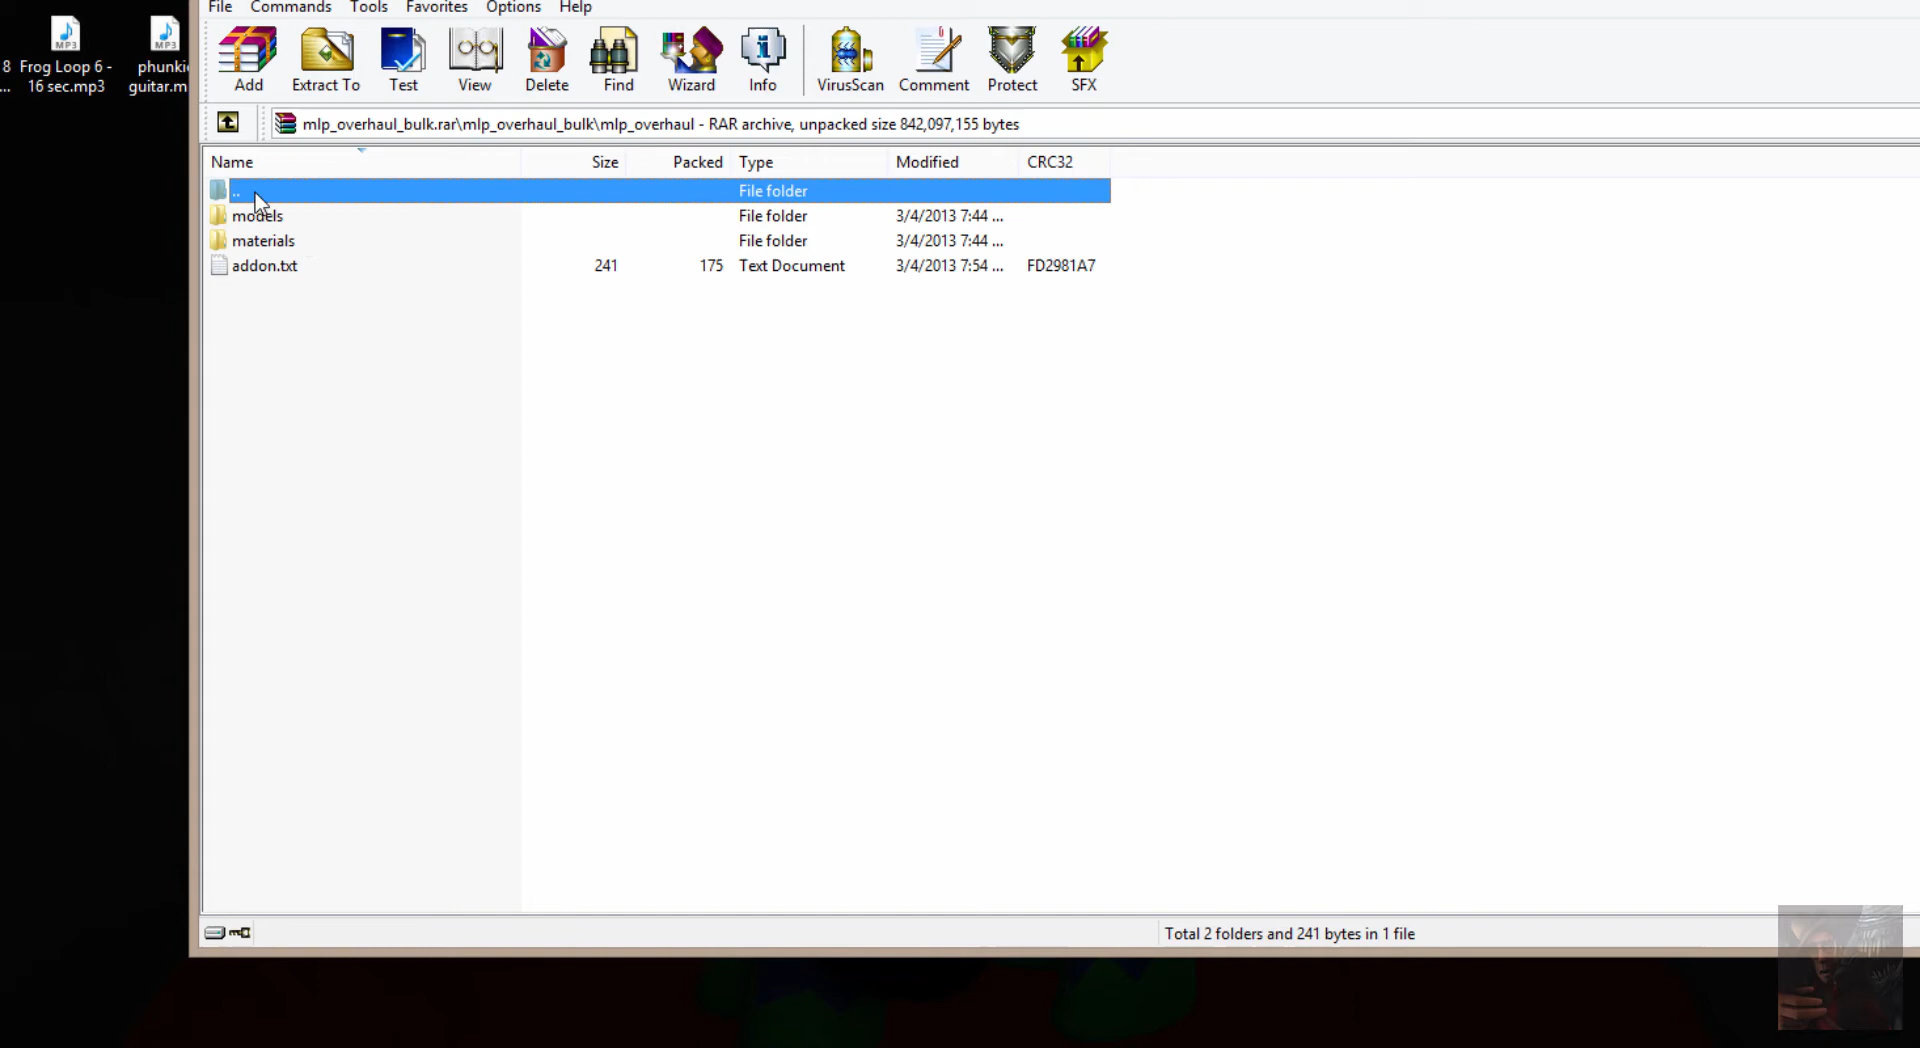 File Commands Tools Favorites Options Help
8 Frog Loop 6 - phunkie
... 16 sec.mp3 guitar.m
Add Extract To Test View Delete Find Wizard Info VirusScan Comment Protect SFX
mlp_overhaul_bulk.rar\mlp_overhaul_bulk\mlp_overhaul - RAR archive, unpacked size 842,097,155 bytes
Name Size Packed Type Modified CRC32
.. File folder
models File folder 3/4/2013 7:44 ...
materials File folder 3/4/2013 7:44 ...
addon.txt 241 175 Text Document 3/4/2013 7:54 ... FD2981A7
Total 2 folders and 241 bytes in 1 file